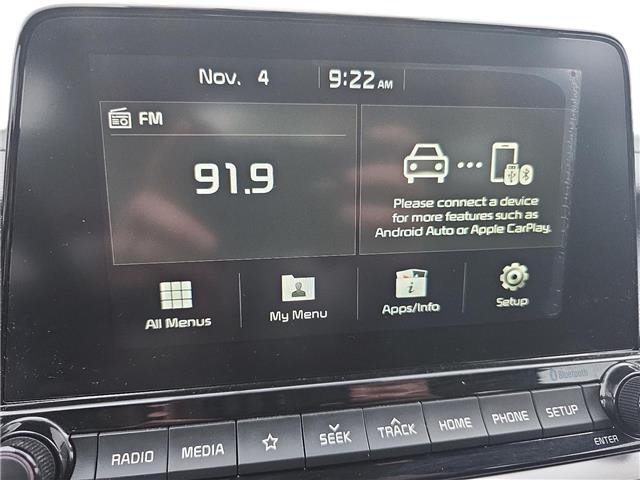 Nov. 4 9:22 AM
FM
91.9
Please connect a device
for more features such as
Android Auto or Apple CarPlay.
All Menus
My Menu
Apps/Info
Setup
Bluetooth
RADIO
MEDIA
SEEK
TRACK
HOME
PHONE
SETUP
ENTER